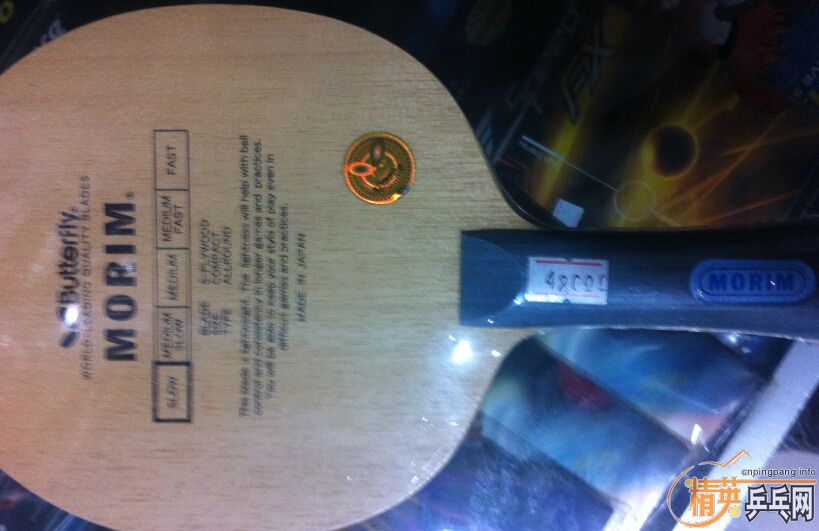 Butterfly®
WORLD-LEADING QUALITY BLADES
MORIM®
SLOW
MEDIUM SLOW
MEDIUM
MEDIUM FAST
FAST
BLADE 5-PLYWOOD
SIZE COMPACT
TYPE ALLROUND
This blade is lightweight. The lightness will help with ball
control and consistency in longer games and practices.
You will be able to keep your style of play even in
difficult games and practices.
MADE IN JAPAN
MORIM
FX
cnpingpang.info
精英乒乓网